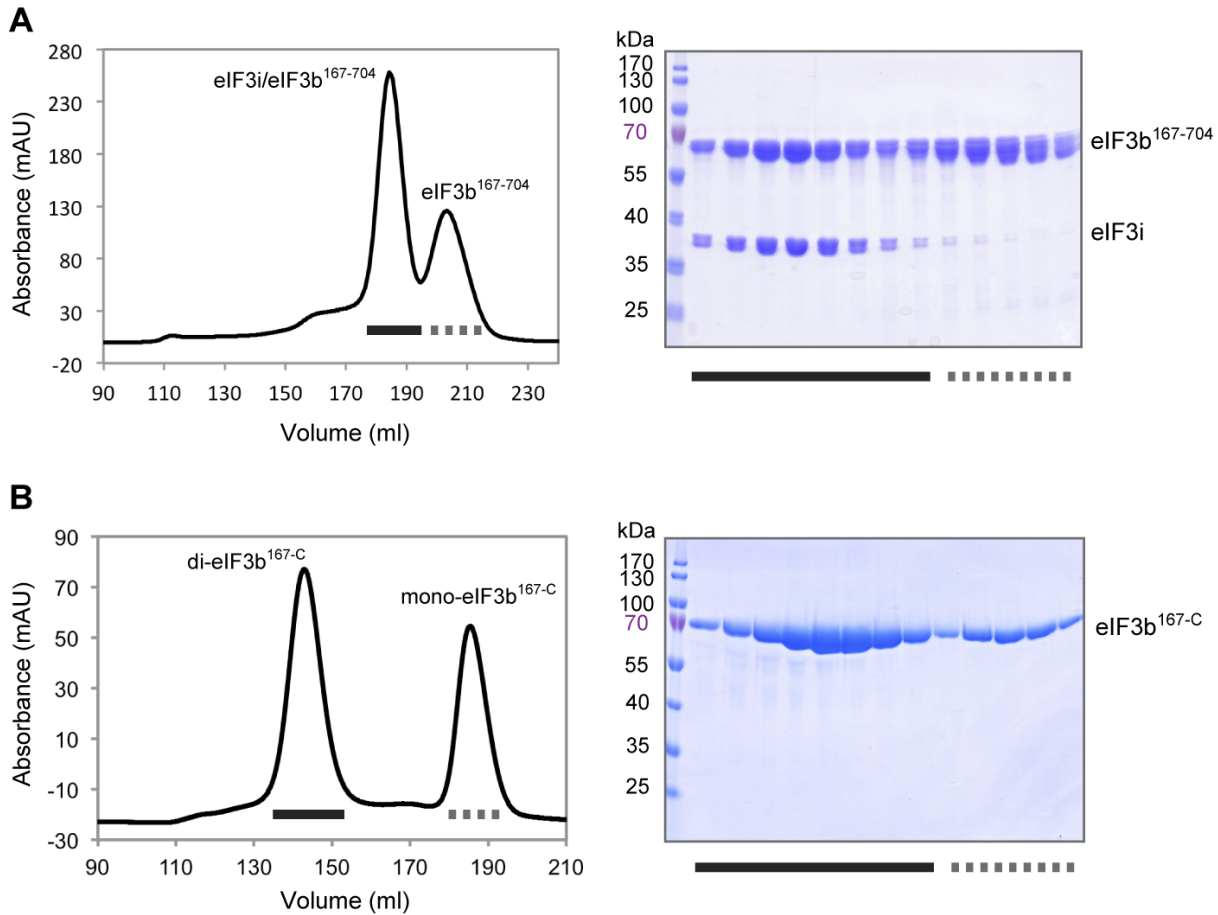 A
280
230
180
130
80
30
-20
Absorbance (mAU)
eIF3i/eIF3b167-704
eIF3b167-704
90 110 130 150 170 190 210 230
Volume (ml)
kDa
170
130
100
70
55
40
35
25
eIF3b167-704
eIF3i
B
90
70
50
30
10
-10
-30
Absorbance (mAU)
di-eIF3b167-C
mono-eIF3b167-C
90 110 130 150 170 190 210
Volume (ml)
kDa
170
130
100
70
55
40
35
25
eIF3b167-C